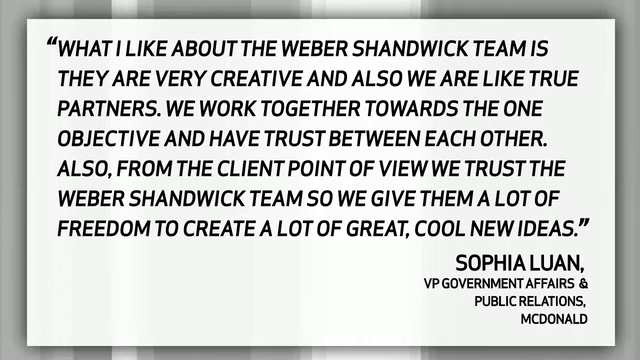 “WHAT I LIKE ABOUT THE WEBER SHANDWICK TEAM IS
THEY ARE VERY CREATIVE AND ALSO WE ARE LIKE TRUE
PARTNERS. WE WORK TOGETHER TOWARDS THE ONE
OBJECTIVE AND HAVE TRUST BETWEEN EACH OTHER.
ALSO, FROM THE CLIENT POINT OF VIEW WE TRUST THE
WEBER SHANDWICK TEAM SO WE GIVE THEM A LOT OF
FREEDOM TO CREATE A LOT OF GREAT, COOL NEW IDEAS.”
SOPHIA LUAN,
VP GOVERNMENT AFFAIRS &
PUBLIC RELATIONS,
MCDONALD